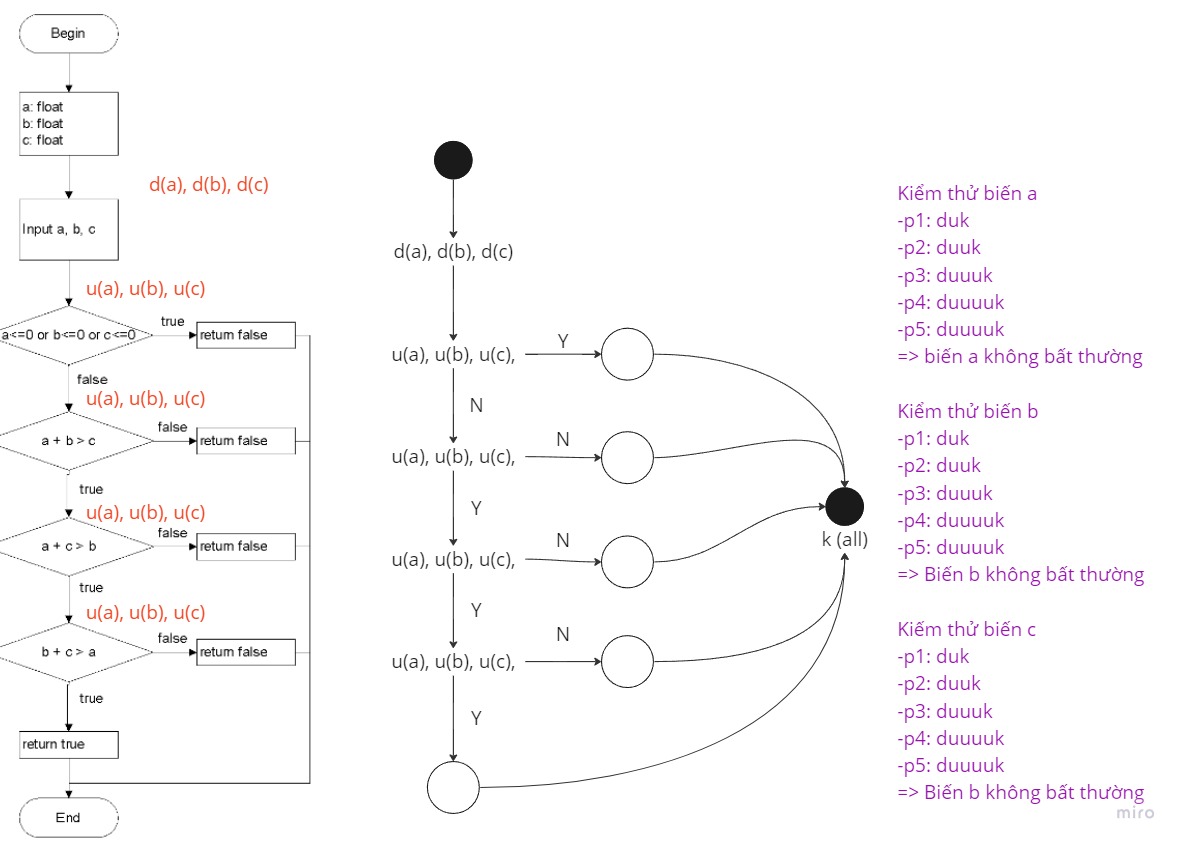 Begin
a: float
b: float
c: float
d(a), d(b), d(c)
Input a, b, c
u(a), u(b), u(c)
a<=0 or b<=0 or c<=0
true
return false
false
u(a), u(b), u(c)
a + b > c
false
return false
true
u(a), u(b), u(c)
a + c > b
false
return false
true
u(a), u(b), u(c)
b + c > a
false
return false
true
return true
End
d(a), d(b), d(c)
u(a), u(b), u(c),
Y
N
u(a), u(b), u(c),
N
Y
u(a), u(b), u(c),
N
Y
u(a), u(b), u(c),
N
Y
k (all)
Kiểm thử biến a
-p1: duk
-p2: duuk
-p3: duuuk
-p4: duuuuk
-p5: duuuuk
=> biến a không bất thường
Kiểm thử biến b
-p1: duk
-p2: duuk
-p3: duuuk
-p4: duuuuk
-p5: duuuuk
=> Biến b không bất thường
Kiểm thử biến c
-p1: duk
-p2: duuk
-p3: duuuk
-p4: duuuuk
-p5: duuuuk
=> Biến b không bất thường
miro